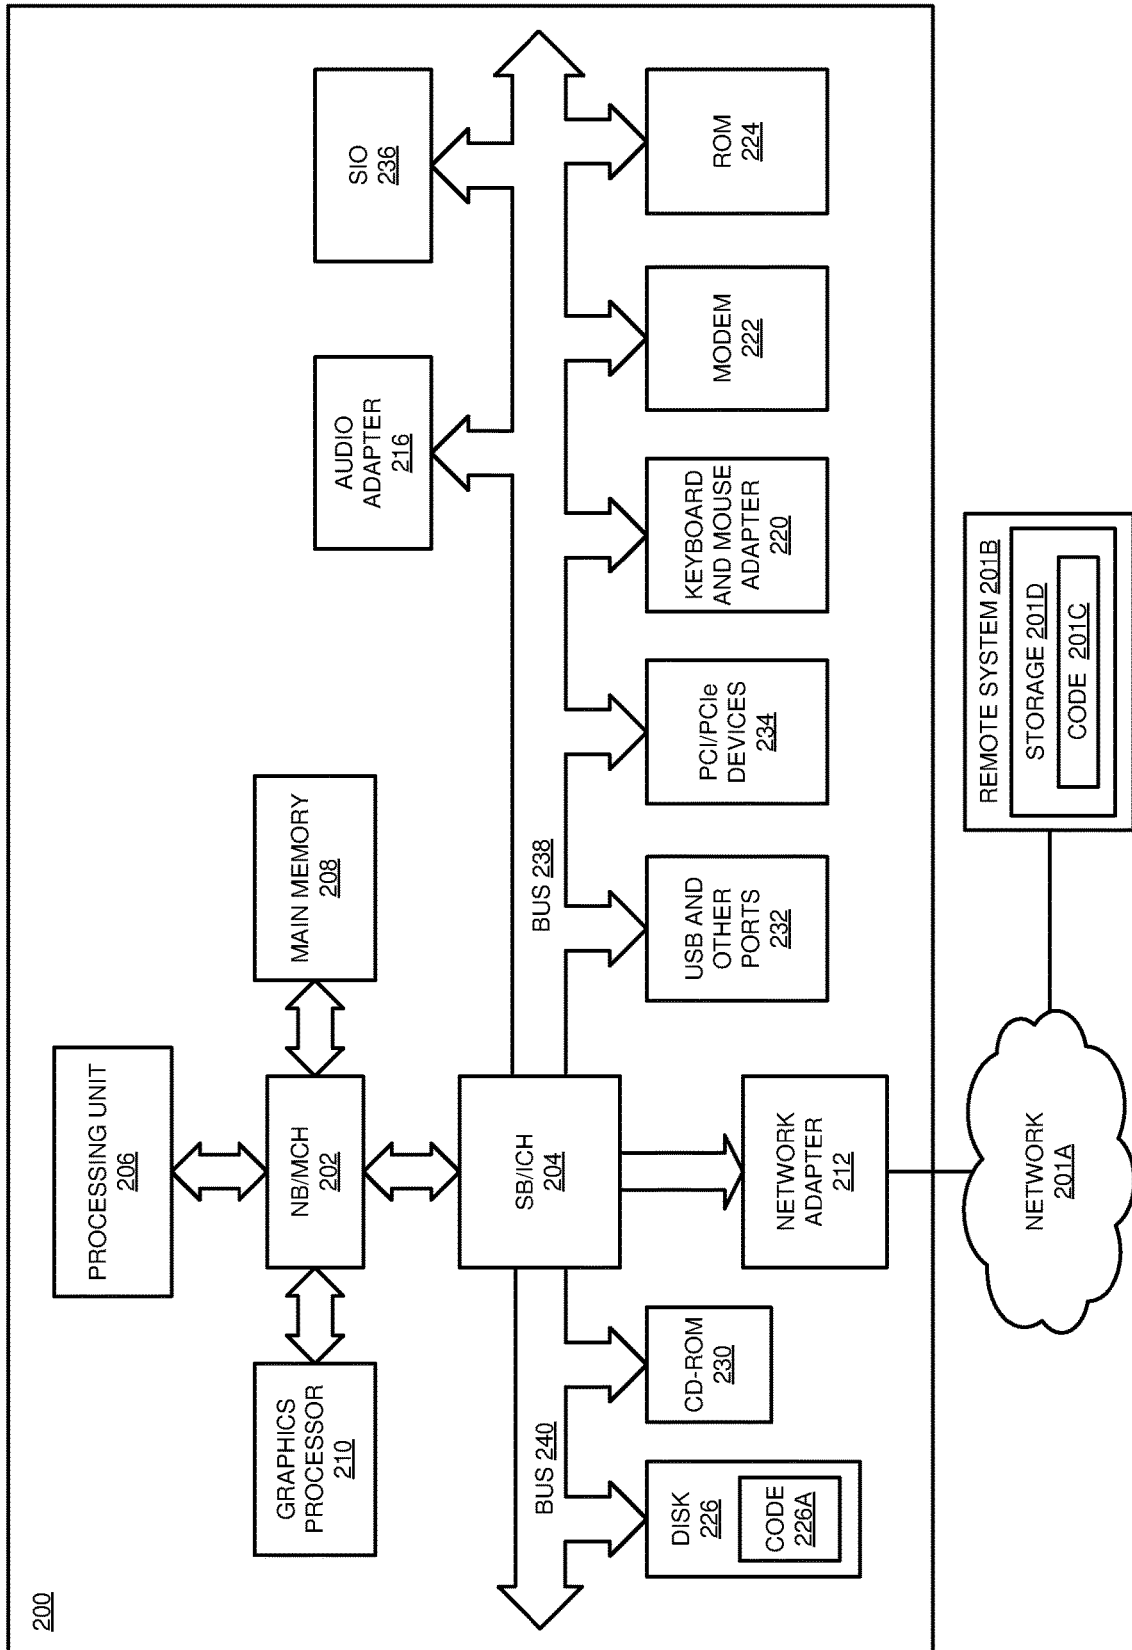 200
PROCESSING UNIT
206
GRAPHICS
PROCESSOR
210
NB/MCH
202
MAIN MEMORY
208
AUDIO
ADAPTER
216
SIO
236
SB/ICH
204
BUS 240
BUS 238
DISK
226
CODE
226A
CD-ROM
230
NETWORK
ADAPTER
212
USB AND
OTHER
PORTS
232
PCI/PCIe
DEVICES
234
KEYBOARD
AND MOUSE
ADAPTER
220
MODEM
222
ROM
224
NETWORK
201A
REMOTE SYSTEM 201B
STORAGE 201D
CODE 201C